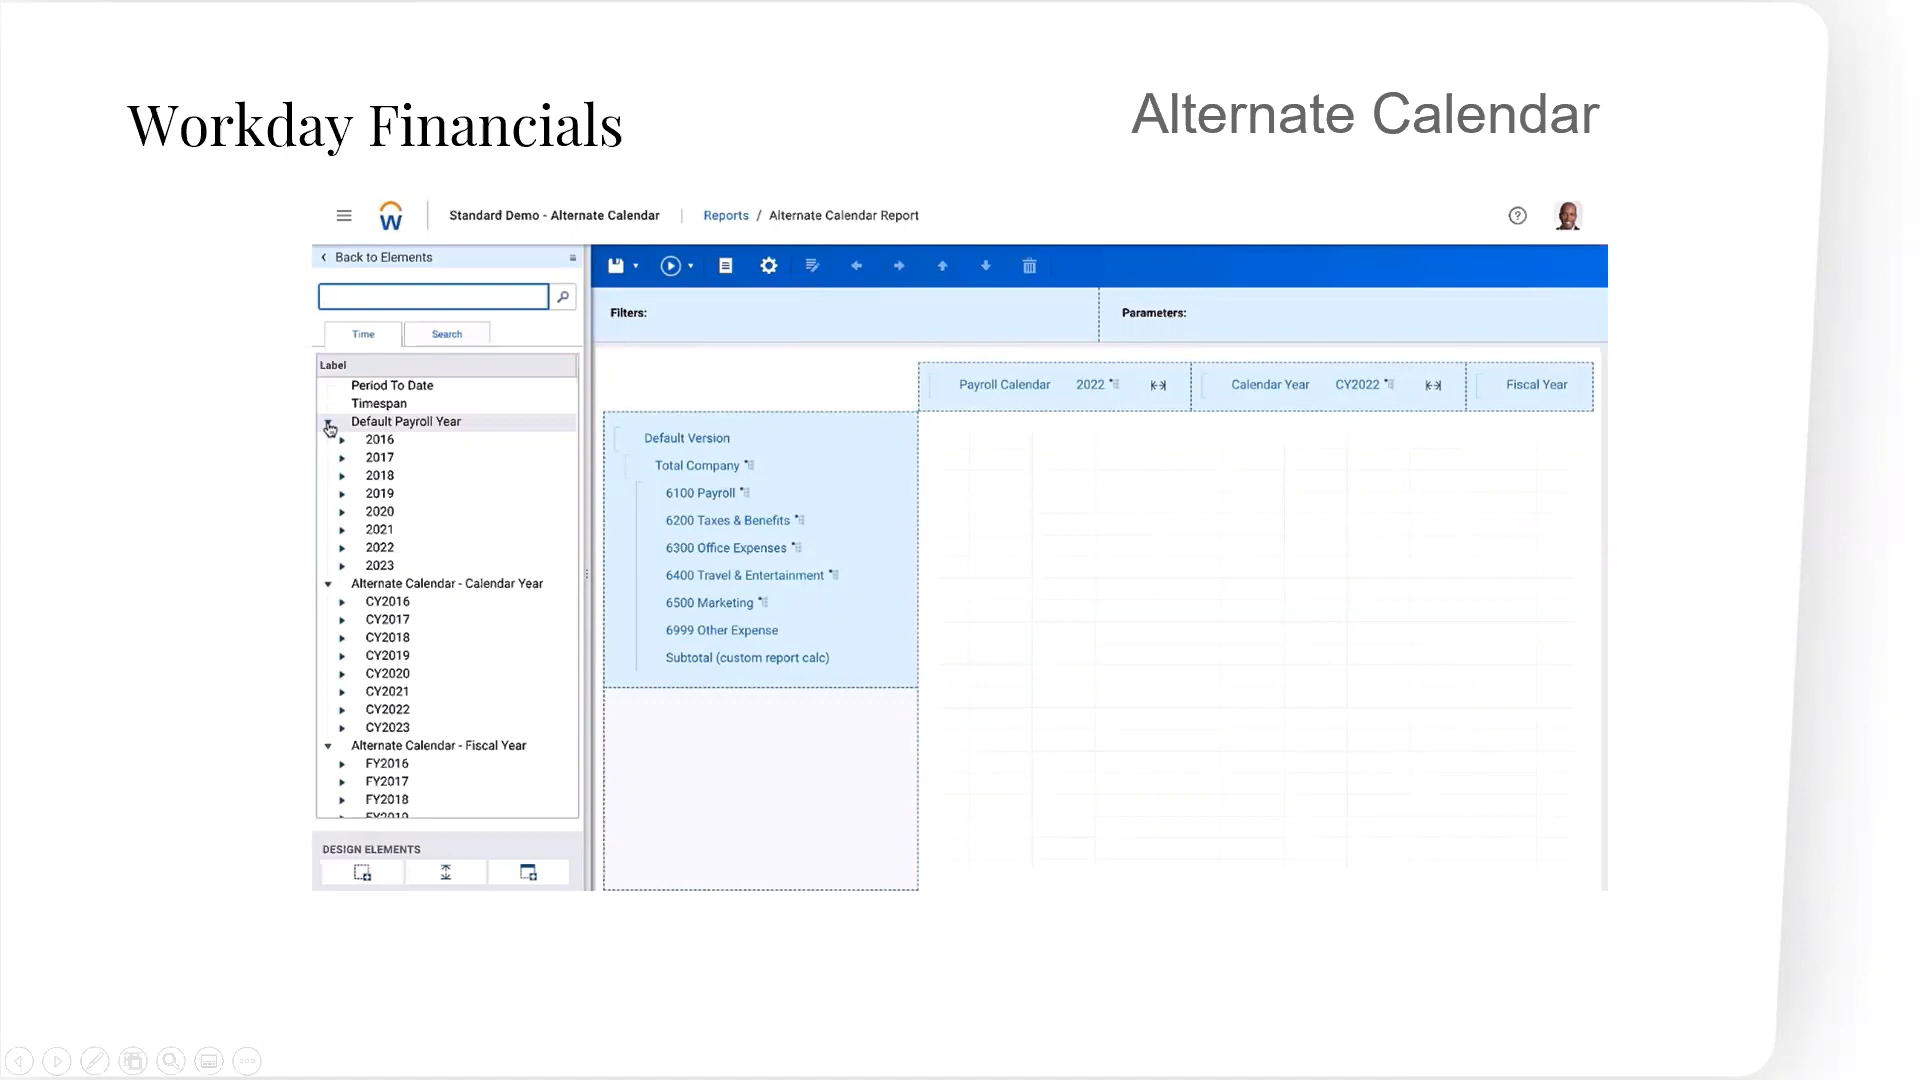 Workday Financials
Alternate Calendar
Standard Demo - Alternate Calendar
Reports / Alternate Calendar Report
Back to Elements
Time
Search
Label
Period To Date
Timespan
Default Payroll Year
2016
2017
2018
2019
2020
2021
2022
2023
Alternate Calendar - Calendar Year
CY2016
CY2017
CY2018
CY2019
CY2020
CY2021
CY2022
CY2023
Alternate Calendar - Fiscal Year
FY2016
FY2017
FY2018
FY2019
DESIGN ELEMENTS
Filters:
Parameters:
Payroll Calendar 2022
Calendar Year CY2022
Fiscal Year
Default Version
Total Company
6100 Payroll
6200 Taxes & Benefits
6300 Office Expenses
6400 Travel & Entertainment
6500 Marketing
6999 Other Expense
Subtotal (custom report calc)